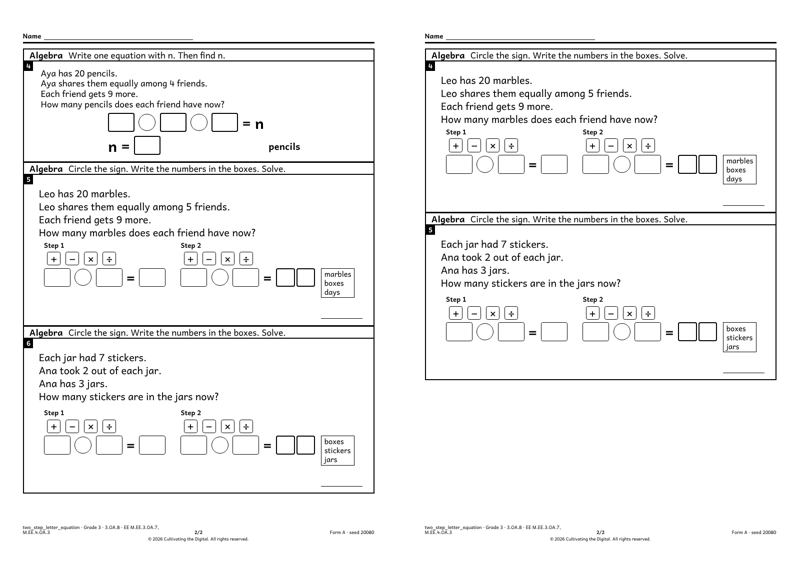 Name
Algebra Write one equation with n. Then find n.
4
Aya has 20 pencils.
Aya shares them equally among 4 friends.
Each friend gets 9 more.
How many pencils does each friend have now?
= n
n =
pencils
Algebra Circle the sign. Write the numbers in the boxes. Solve.
5
Leo has 20 marbles.
Leo shares them equally among 5 friends.
Each friend gets 9 more.
How many marbles does each friend have now?
Step 1 Step 2
+ − × ÷ + − × ÷
= =
marbles
boxes
days
Algebra Circle the sign. Write the numbers in the boxes. Solve.
6
Each jar had 7 stickers.
Ana took 2 out of each jar.
Ana has 3 jars.
How many stickers are in the jars now?
Step 1 Step 2
+ − × ÷ + − × ÷
= =
boxes
stickers
jars
two_step_letter_equation · Grade 3 · 3.OA.B · EE M.EE.3.OA.7,
M.EE.4.OA.3 2/2 Form A · seed 20080
© 2026 Cultivating the Digital. All rights reserved.
Name
Algebra Circle the sign. Write the numbers in the boxes. Solve.
4
Leo has 20 marbles.
Leo shares them equally among 5 friends.
Each friend gets 9 more.
How many marbles does each friend have now?
Step 1 Step 2
+ − × ÷ + − × ÷
= =
marbles
boxes
days
Algebra Circle the sign. Write the numbers in the boxes. Solve.
5
Each jar had 7 stickers.
Ana took 2 out of each jar.
Ana has 3 jars.
How many stickers are in the jars now?
Step 1 Step 2
+ − × ÷ + − × ÷
= =
boxes
stickers
jars
two_step_letter_equation · Grade 3 · 3.OA.B · EE M.EE.3.OA.7,
M.EE.4.OA.3 2/2 Form A · seed 20080
© 2026 Cultivating the Digital. All rights reserved.